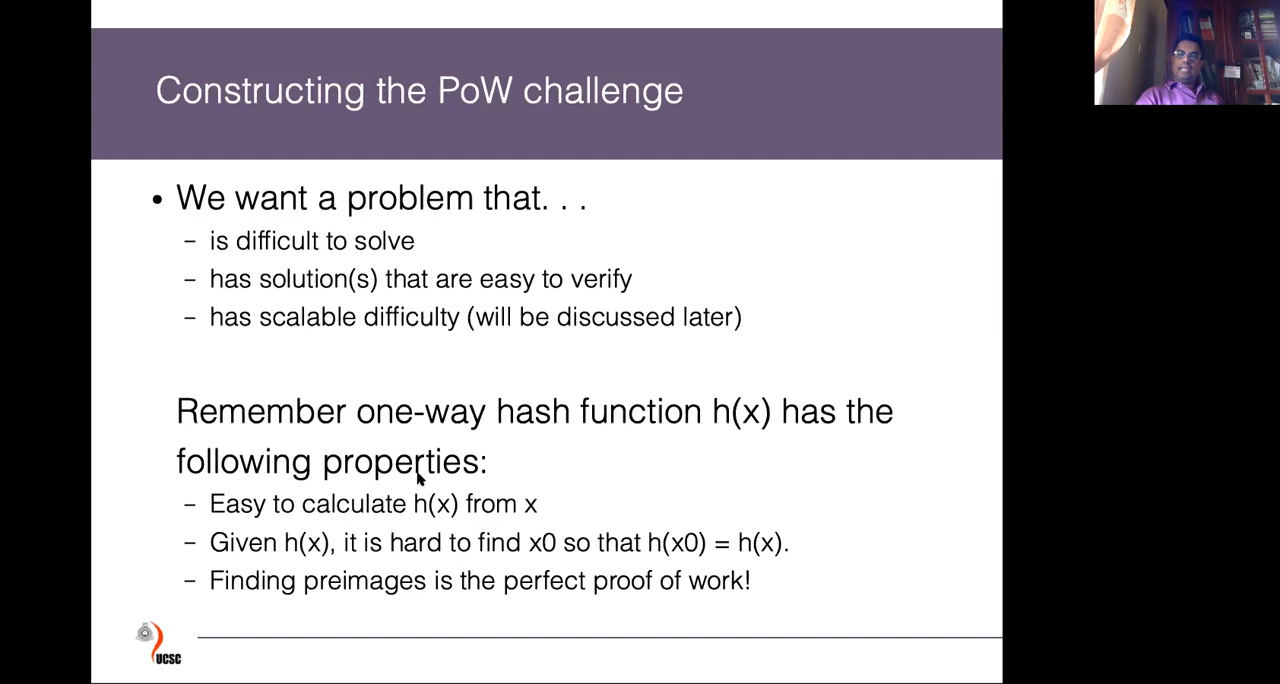 Constructing the PoW challenge
• We want a problem that. . .
– is difficult to solve
– has solution(s) that are easy to verify
– has scalable difficulty (will be discussed later)
Remember one-way hash function h(x) has the
following properties:
– Easy to calculate h(x) from x
– Given h(x), it is hard to find x0 so that h(x0) = h(x).
– Finding preimages is the perfect proof of work!
UCSC